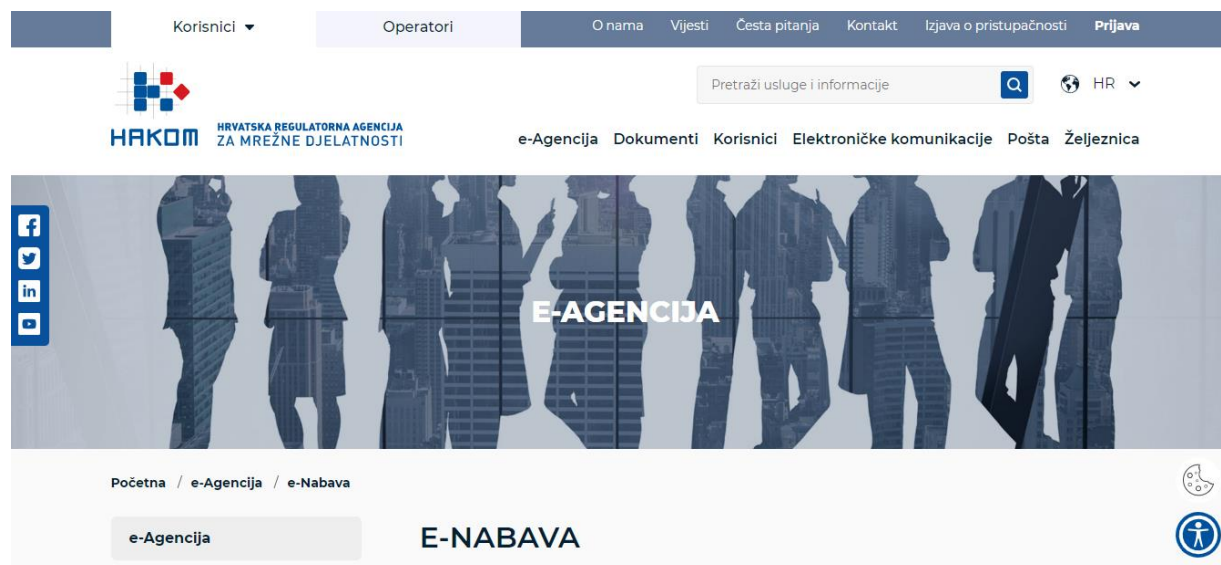 Korisnici
Operatori
O nama
Vijesti
Česta pitanja
Kontakt
Izjava o pristupačnosti
Prijava
Pretraži usluge i informacije
HR
HAKOM
HRVATSKA REGULATORNA AGENCIJA
ZA MREŽNE DJELATNOSTI
e-Agencija
Dokumenti
Korisnici
Elektroničke komunikacije
Pošta
Željeznica
E-AGENCIJA
Početna / e-Agencija / e-Nabava
e-Agencija
E-NABAVA